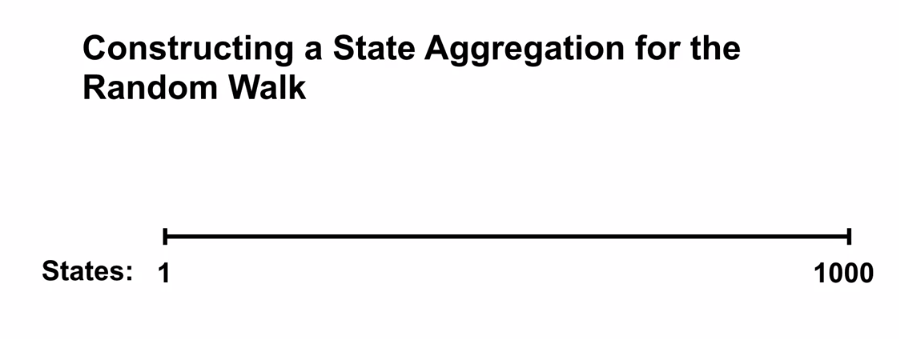 Constructing a State Aggregation for the
Random Walk
States: 1 1000